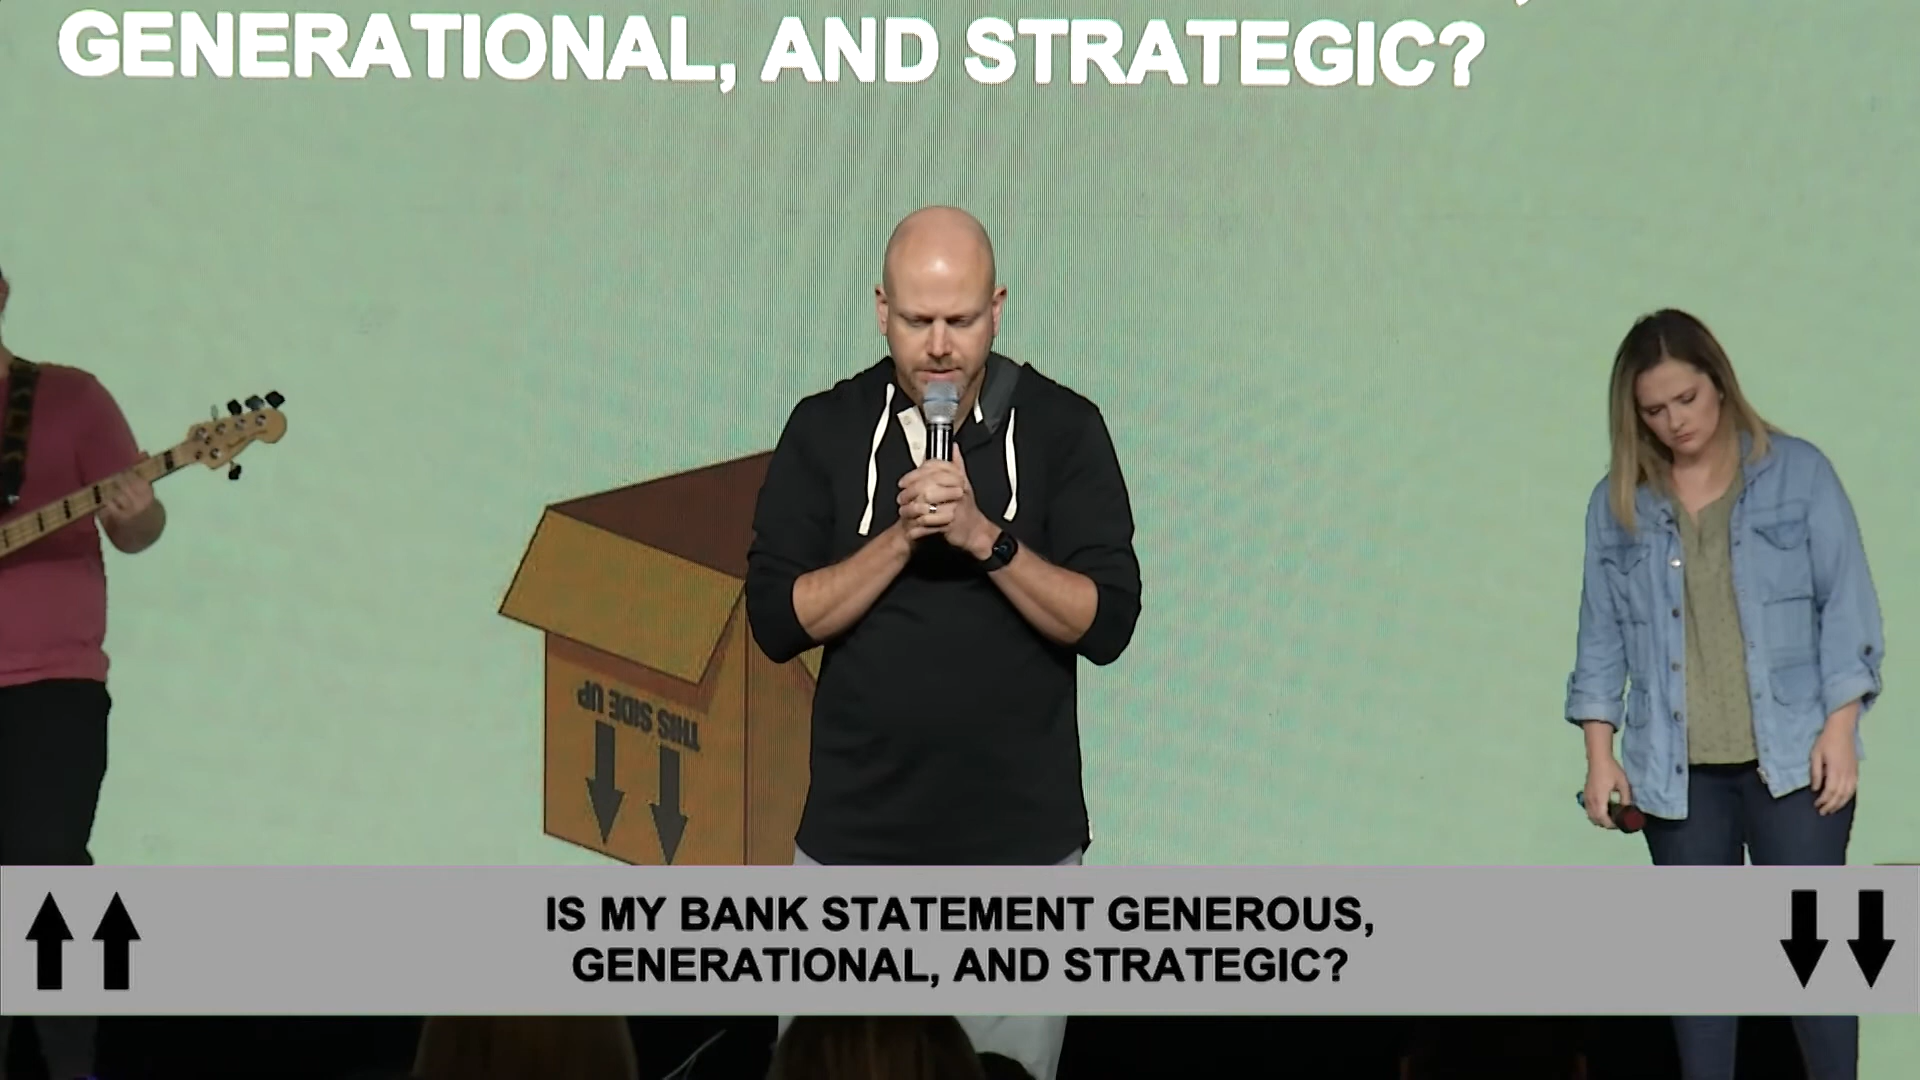 GENERATIONAL, AND STRATEGIC?
THIS SIDE UP
IS MY BANK STATEMENT GENEROUS,
GENERATIONAL, AND STRATEGIC?